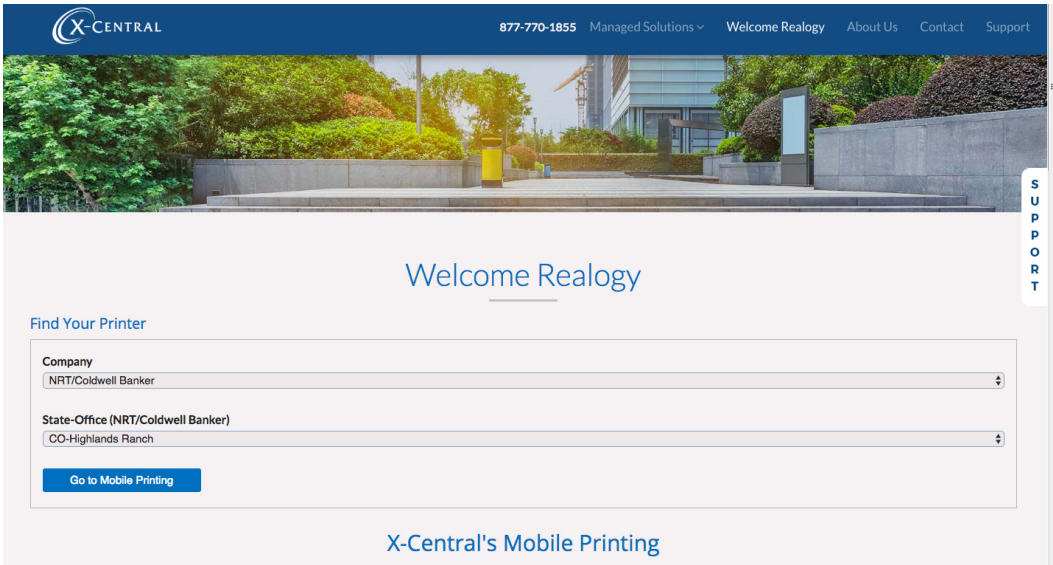 X-CENTRAL
877-770-1855 Managed Solutions Welcome Realogy About Us Contact Support
SUPPORT
Welcome Realogy
Find Your Printer
Company
NRT/Coldwell Banker
State-Office (NRT/Coldwell Banker)
CO-Highlands Ranch
Go to Mobile Printing
X-Central's Mobile Printing